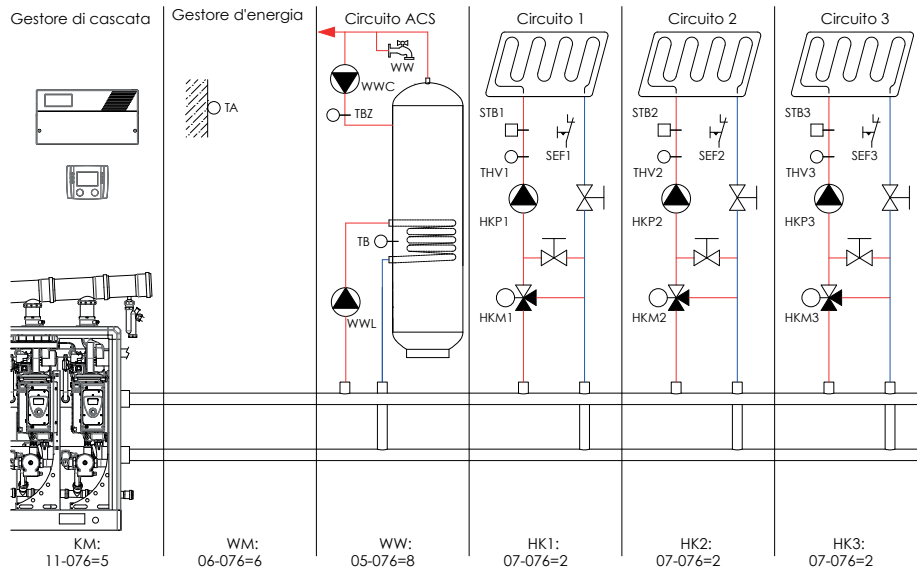 Gestore di cascata
Gestore d'energia
Circuito ACS
Circuito 1
Circuito 2
Circuito 3
WW
WWC
TA
TBZ
STB1
SEF1
THV1
HKP1
STB2
SEF2
THV2
HKP2
STB3
SEF3
THV3
HKP3
TB
WWL
HKM1
HKM2
HKM3
KM:
11-076=5
WM:
06-076=6
WW:
05-076=8
HK1:
07-076=2
HK2:
07-076=2
HK3:
07-076=2